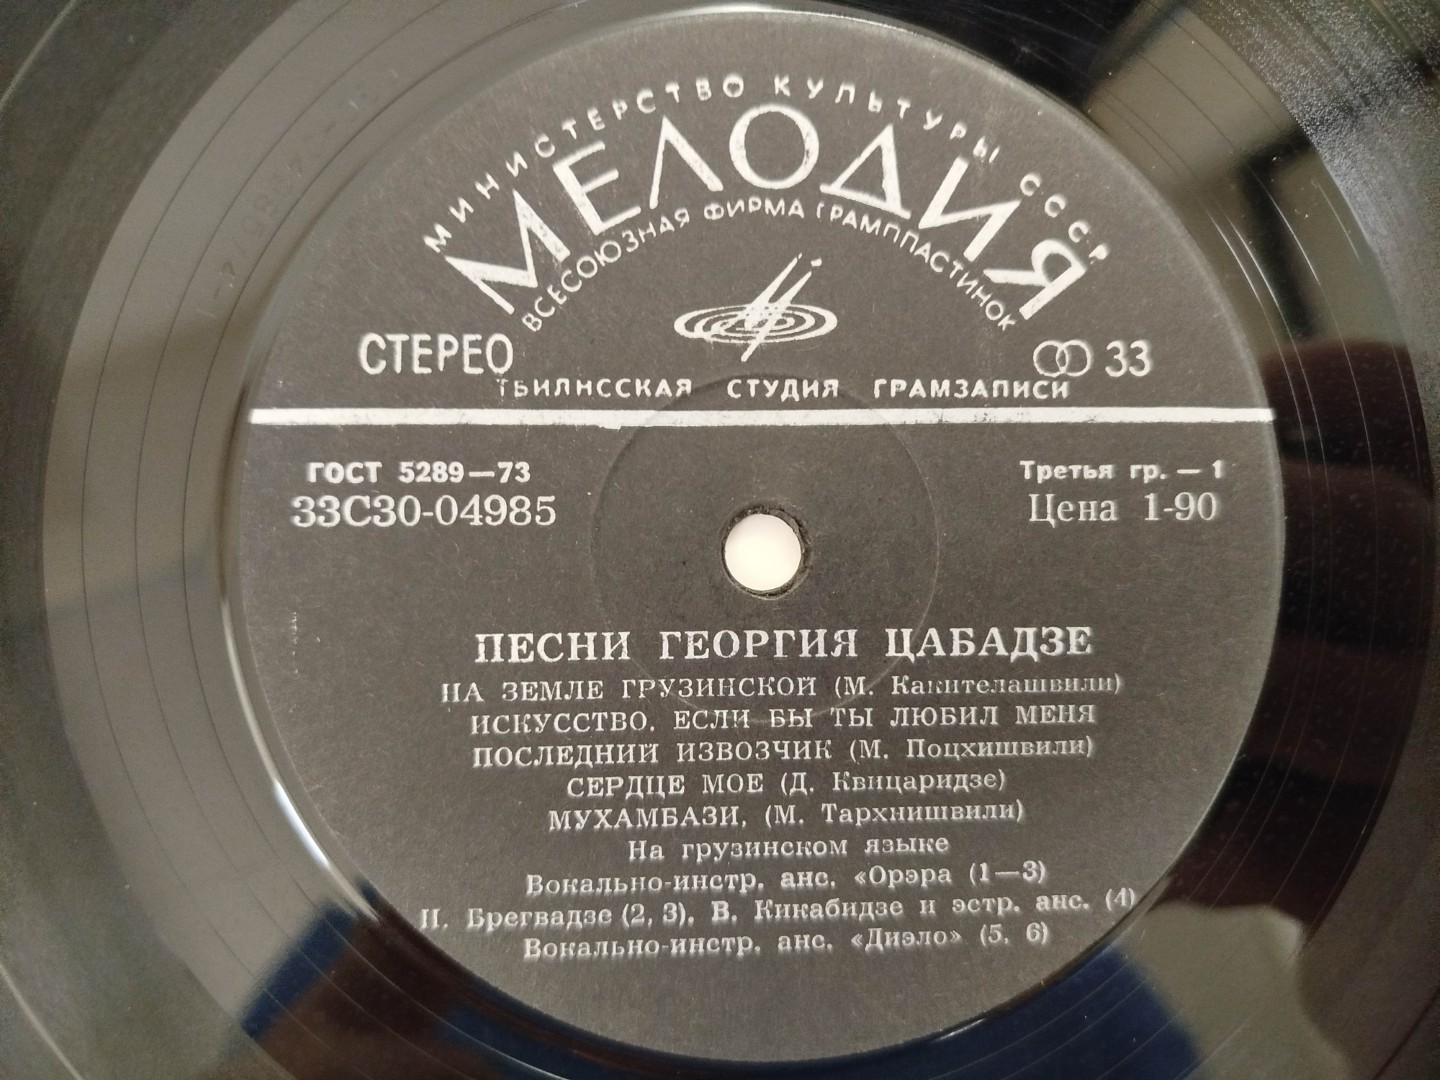 МИНИСТЕРСТВО КУЛЬТУРЫ СССР
МЕЛОДИЯ
ВСЕСОЮЗНАЯ ФИРМА ГРАМПЛАСТИНОК
СТЕРЕО
33
ТБИЛИССКАЯ СТУДИЯ ГРАМЗАПИСИ
ГОСТ 5289—73
Третья гр. — 1
33С30-04985
Цена 1-90
ПЕСНИ ГЕОРГИЯ ЦАБАДЗЕ
НА ЗЕМЛЕ ГРУЗИНСКОЙ (М. Какителашвили)
ИСКУССТВО. ЕСЛИ БЫ ТЫ ЛЮБИЛ МЕНЯ
ПОСЛЕДНИЙ ИЗВОЗЧИК (М. Поцхишвили)
СЕРДЦЕ МОЕ (Д. Квицаридзе)
МУХАМБАЗИ, (М. Тархнишвили)
На грузинском языке
Вокально-инстр. анс. «Орэра (1—3)
Н. Брегвадзе (2, 3). В. Кикабидзе и эстр. анс. (4)
Вокально-инстр. анс. «Диэло» (5, 6)